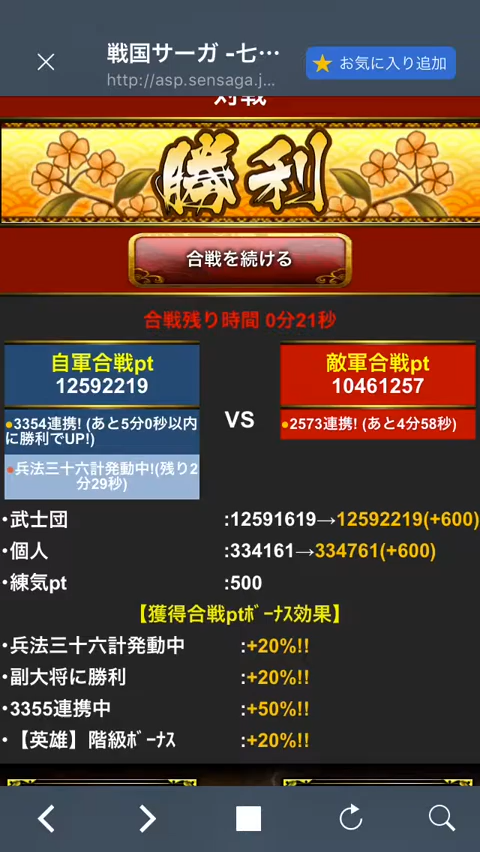 戦国サーガ -七…
http://asp.sensaga.j…
お気に入り追加
対戦
勝利
合戦を続ける
合戦残り時間 0分21秒
自軍合戦pt
12592219
敵軍合戦pt
10461257
VS
●3354連携! (あと5分0秒以内
に勝利でUP!)
●2573連携! (あと4分58秒)
●兵法三十六計発動中!(残り2
分29秒)
・武士団 :12591619→12592219(+600)
・個人 :334161→334761(+600)
・練気pt :500
【獲得合戦ptﾎﾞｰﾅｽ効果】
・兵法三十六計発動中 :+20%!!
・副大将に勝利 :+20%!!
・3355連携中 :+50%!!
・【英雄】階級ﾎﾞｰﾅｽ :+20%!!